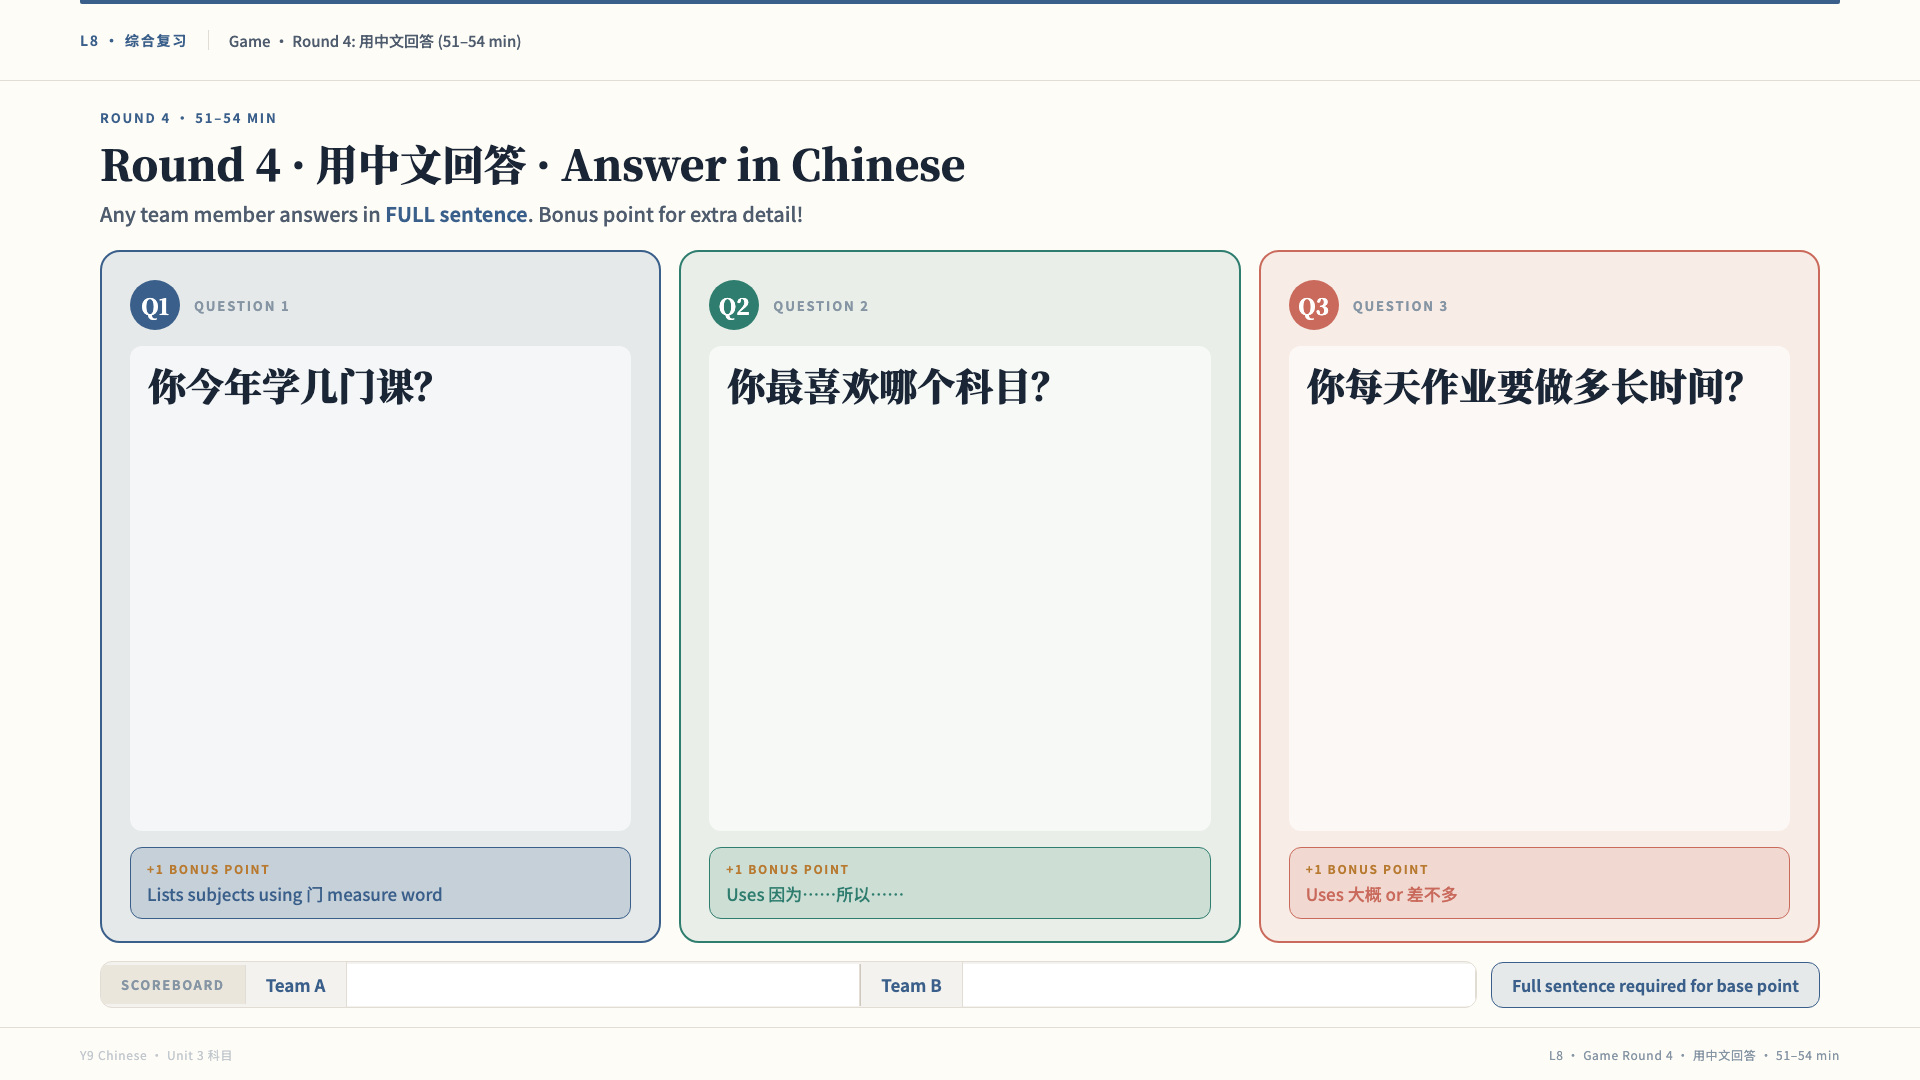 L8 • 综合复习
Game • Round 4: 用中文回答 (51–54 min)
ROUND 4 • 51–54 MIN
Round 4 · 用中文回答 · Answer in Chinese
Any team member answers in FULL sentence. Bonus point for extra detail!
Q1
QUESTION 1
你今年学几门课?
+1 BONUS POINT
Lists subjects using 门 measure word
Q2
QUESTION 2
你最喜欢哪个科目?
+1 BONUS POINT
Uses 因为……所以……
Q3
QUESTION 3
你每天作业要做多长时间?
+1 BONUS POINT
Uses 大概 or 差不多
SCOREBOARD
Team A
Team B
Full sentence required for base point
Y9 Chinese • Unit 3 科目
L8 • Game Round 4 • 用中文回答 • 51–54 min